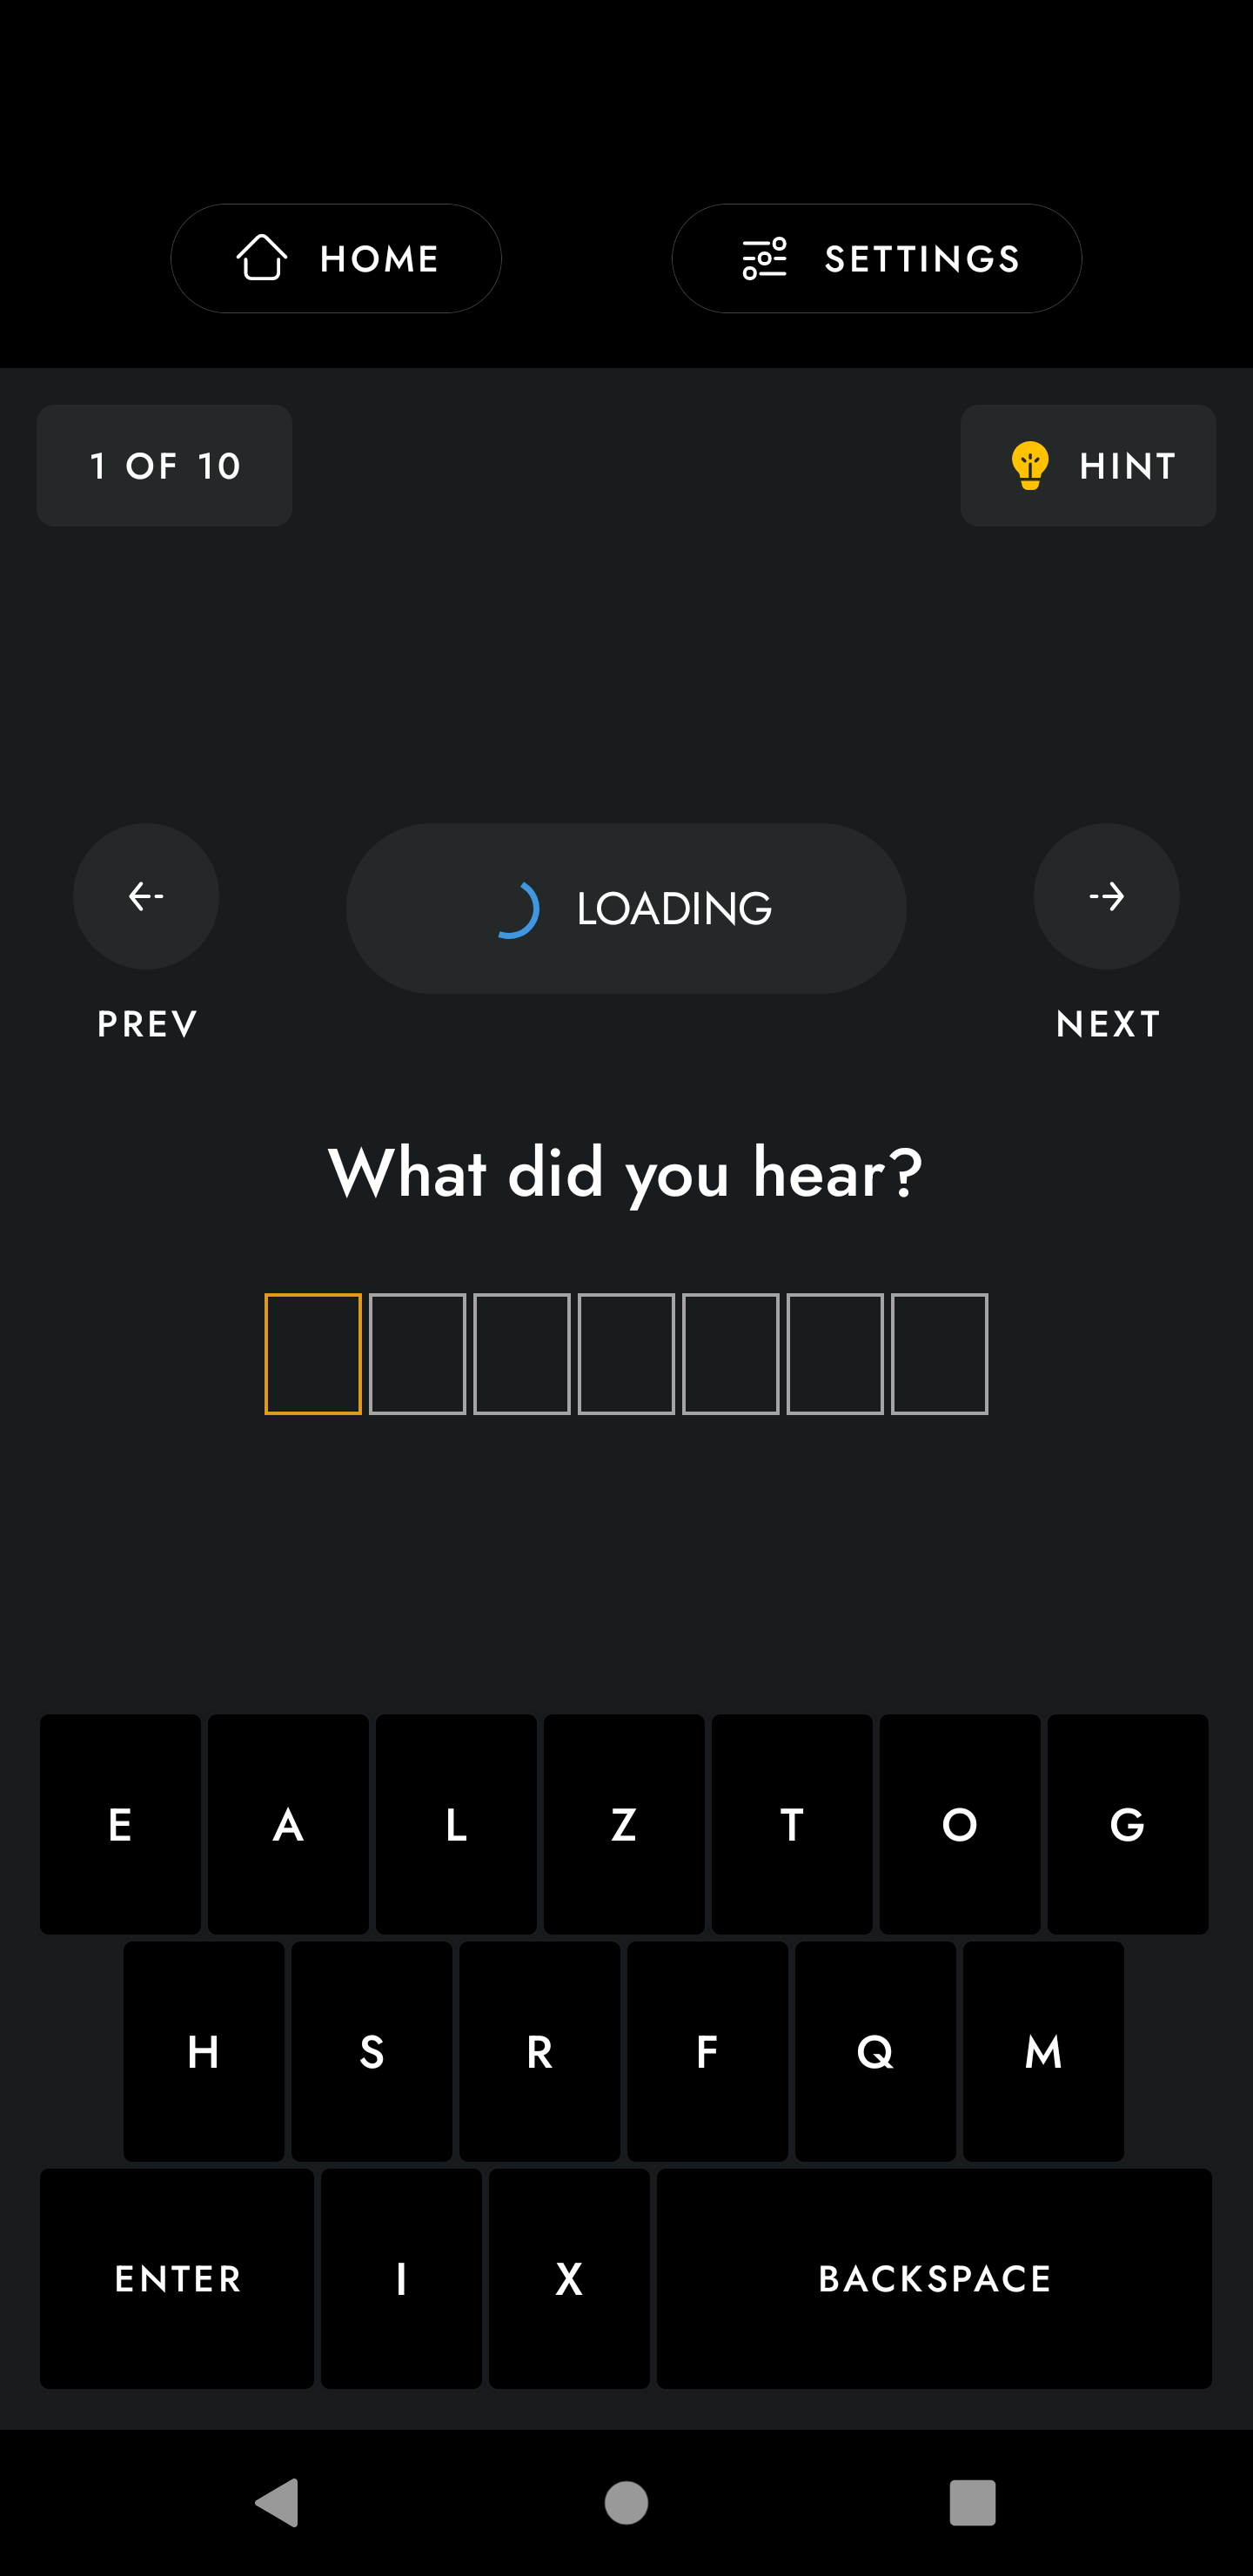 HOME SETTINGS
1 OF 10 HINT
LOADING
PREV NEXT
What did you hear?
E A L Z T O G
H S R F Q M
ENTER I X BACKSPACE